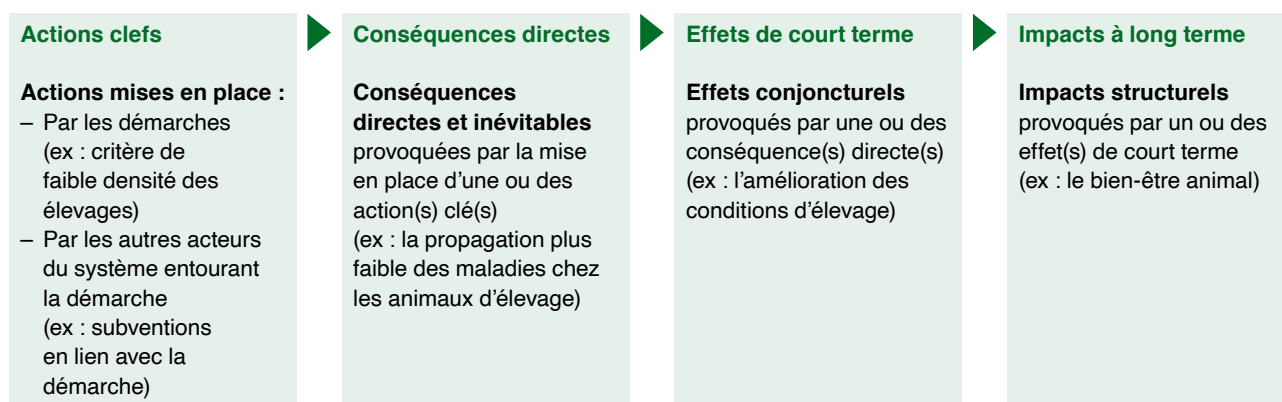 Actions clefs
Actions mises en place :
– Par les démarches
(ex : critère de
faible densité des
élevages)
– Par les autres acteurs
du système entourant
la démarche
(ex : subventions
en lien avec la
démarche)
Conséquences directes
Conséquences
directes et inévitables
provoquées par la mise
en place d’une ou des
action(s) clé(s)
(ex : la propagation plus
faible des maladies chez
les animaux d’élevage)
Effets de court terme
Effets conjoncturels
provoqués par une ou des
conséquence(s) directe(s)
(ex : l’amélioration des
conditions d’élevage)
Impacts à long terme
Impacts structurels
provoqués par un ou des
effet(s) de court terme
(ex : le bien-être animal)